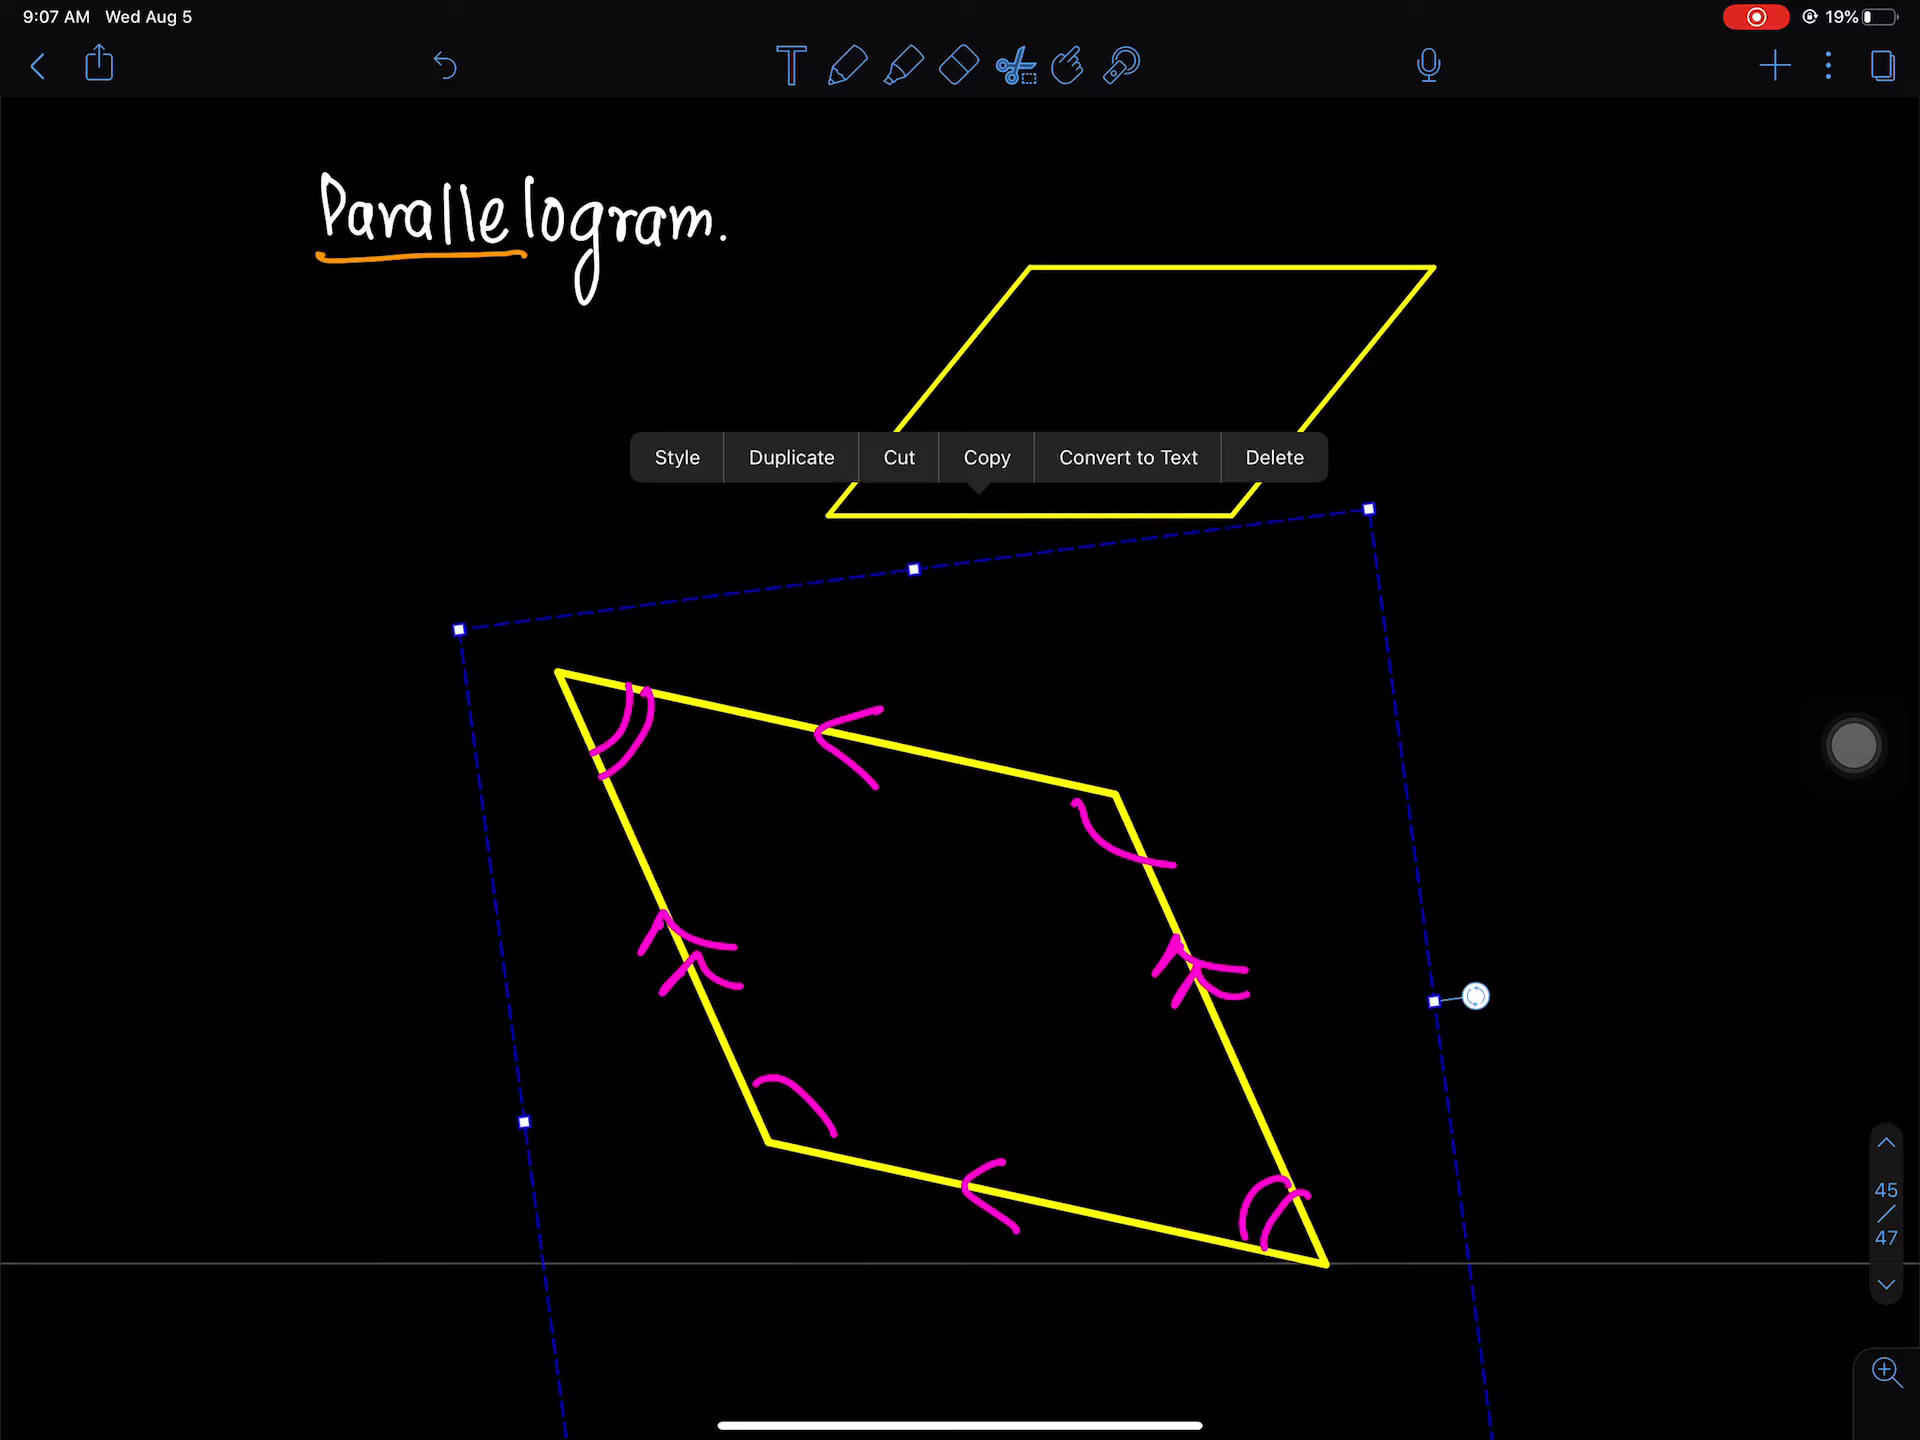 9:07 AM Wed Aug 5
19%
T
Parallelogram.
Style Duplicate Cut Copy Convert to Text Delete
45
/
47